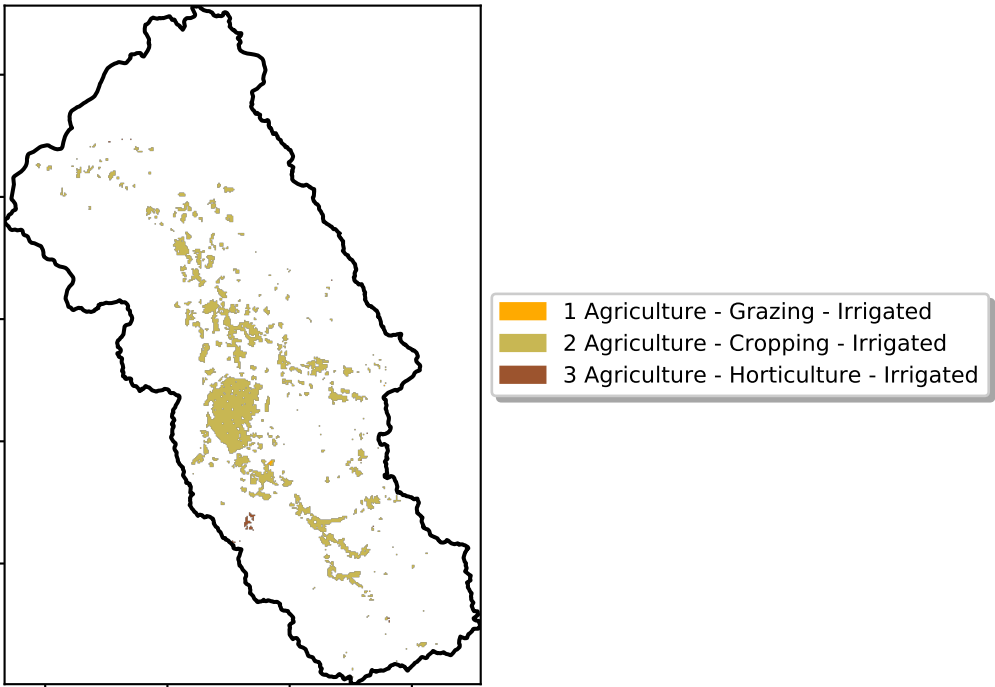 1 Agriculture - Grazing - Irrigated
2 Agriculture - Cropping - Irrigated
3 Agriculture - Horticulture - Irrigated